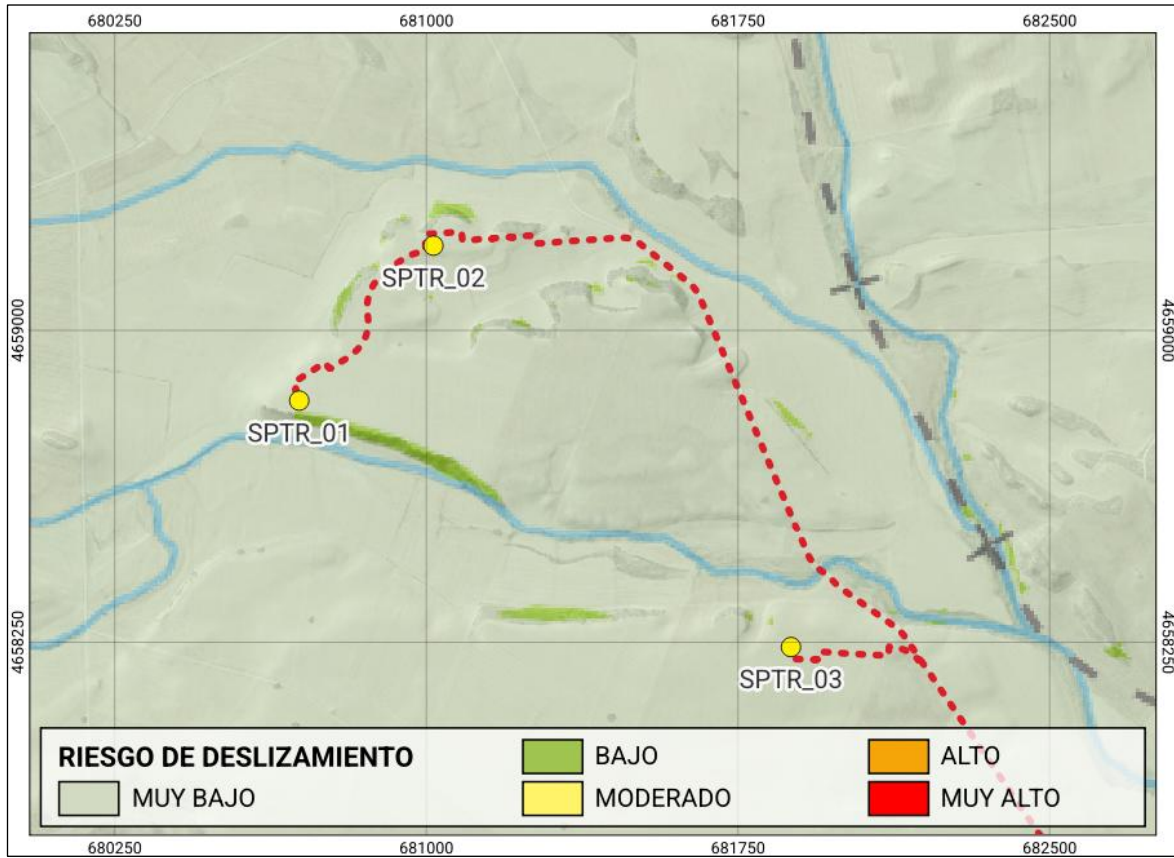 680250 681000 681750 682500
SPTR_02
4659000 4659000
SPTR_01
4658250 4658250
SPTR_03
RIESGO DE DESLIZAMIENTO
MUY BAJO
BAJO
MODERADO
ALTO
MUY ALTO
680250 681000 681750 682500